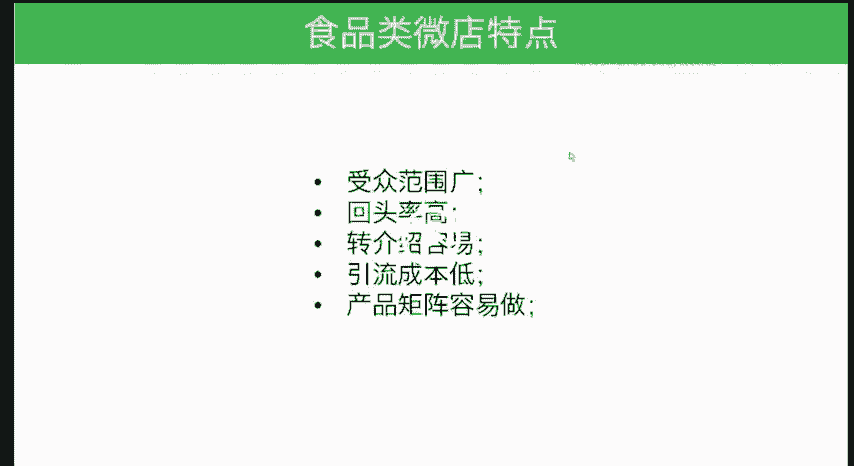 食品类微店特点
• 受众范围广;
• 回头率高;
• 转介绍容易;
• 引流成本低;
• 产品矩阵容易做;